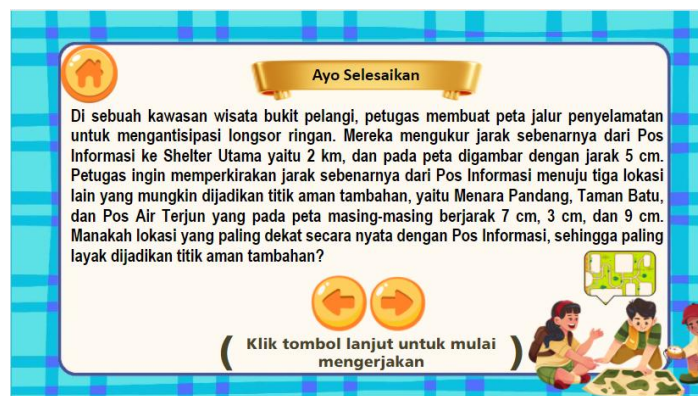 Ayo Selesaikan
Di sebuah kawasan wisata bukit pelangi, petugas membuat peta jalur penyelamatan
untuk mengantisipasi longsor ringan. Mereka mengukur jarak sebenarnya dari Pos
Informasi ke Shelter Utama yaitu 2 km, dan pada peta digambar dengan jarak 5 cm.
Petugas ingin memperkirakan jarak sebenarnya dari Pos Informasi menuju tiga lokasi
lain yang mungkin dijadikan titik aman tambahan, yaitu Menara Pandang, Taman Batu,
dan Pos Air Terjun yang pada peta masing-masing berjarak 7 cm, 3 cm, dan 9 cm.
Manakah lokasi yang paling dekat secara nyata dengan Pos Informasi, sehingga paling
layak dijadikan titik aman tambahan?
( Klik tombol lanjut untuk mulai
mengerjakan )